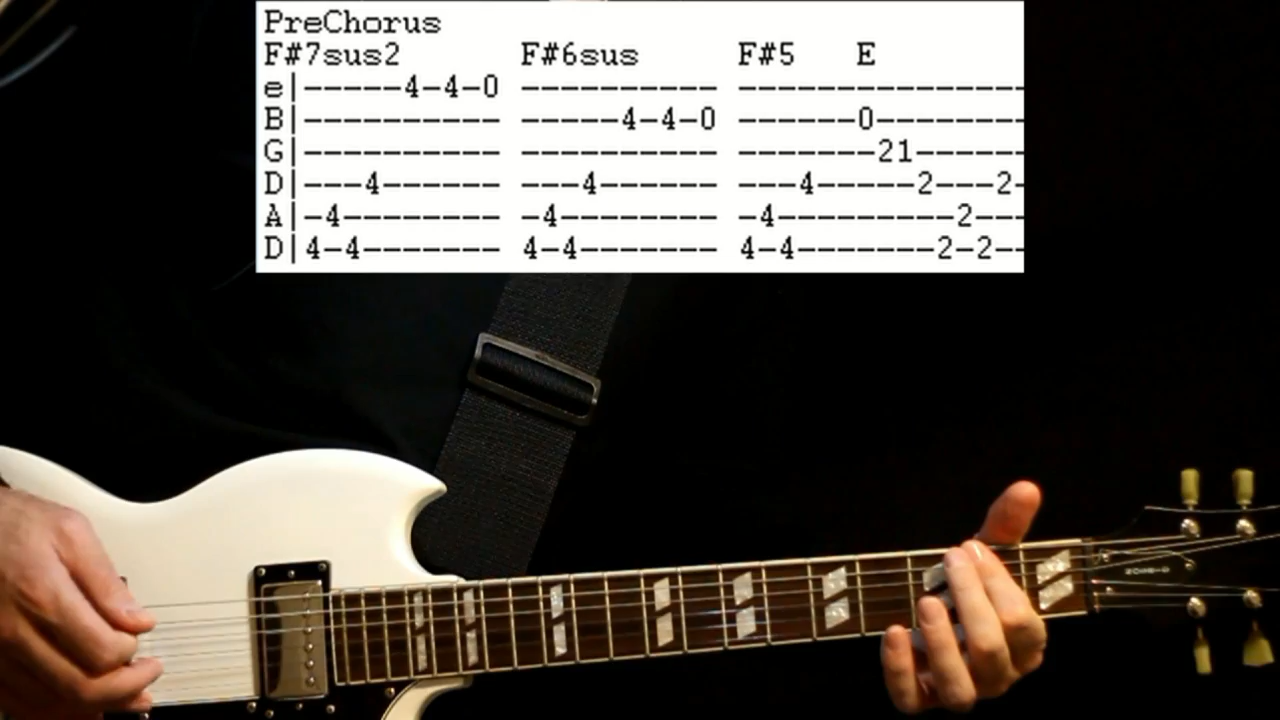 PreChorus
F#7sus2 F#6sus F#5 E
e|-----4-4-0 ---------- ---------------
B|---------- -----4-4-0 ------0--------
G|---------- ---------- -------21------
D|---4------ ---4------ ---4-----2---2-
A|-4-------- -4-------- -4---------2---
D|4-4------- 4-4------- 4-4-------2-2--